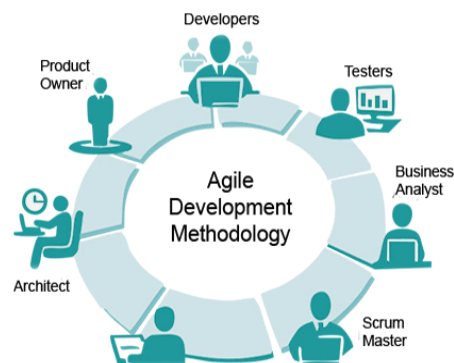 Developers
Product
Owner
Testers
Agile
Development
Methodology
Business
Analyst
Architect
Scrum
Master